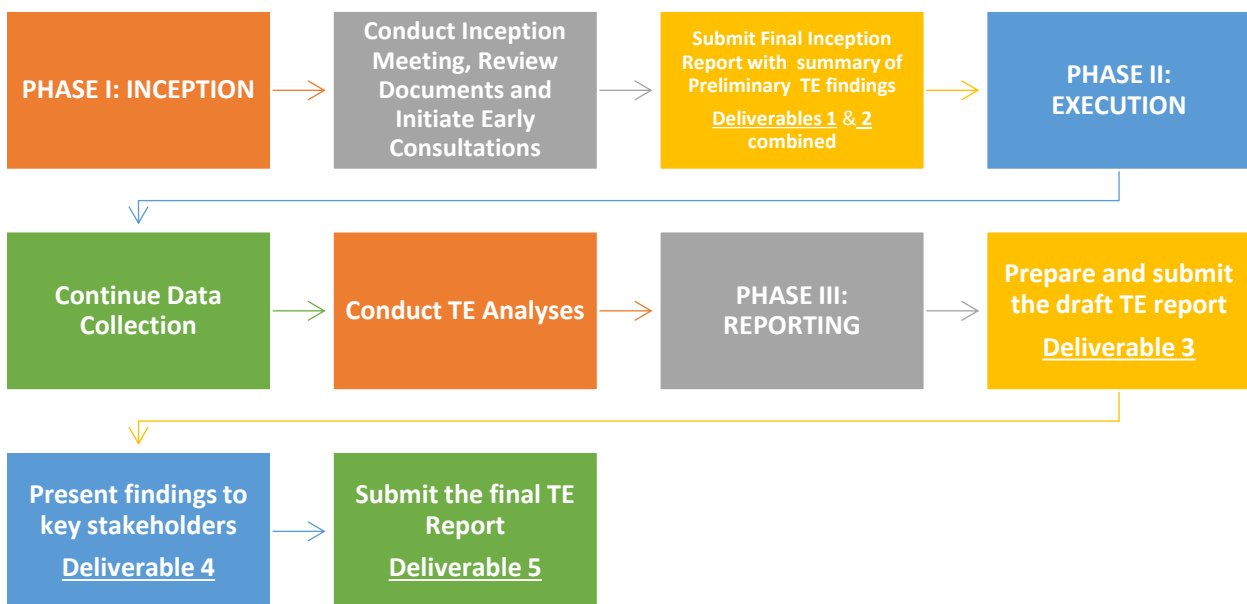 PHASE I: INCEPTION
Conduct Inception
Meeting, Review
Documents and
Initiate Early
Consultations
Submit Final Inception
Report with summary of
Preliminary TE findings
Deliverables 1 & 2
combined
PHASE II:
EXECUTION
Continue Data
Collection
Conduct TE Analyses
PHASE III:
REPORTING
Prepare and submit
the draft TE report
Deliverable 3
Present findings to
key stakeholders
Deliverable 4
Submit the final TE
Report
Deliverable 5